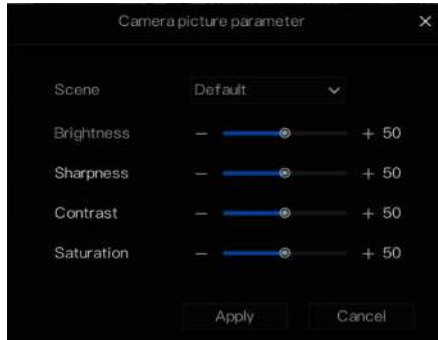 Camera picture parameter ×
Scene Default
Brightness − + 50
Sharpness − + 50
Contrast − + 50
Saturation − + 50
Apply Cancel